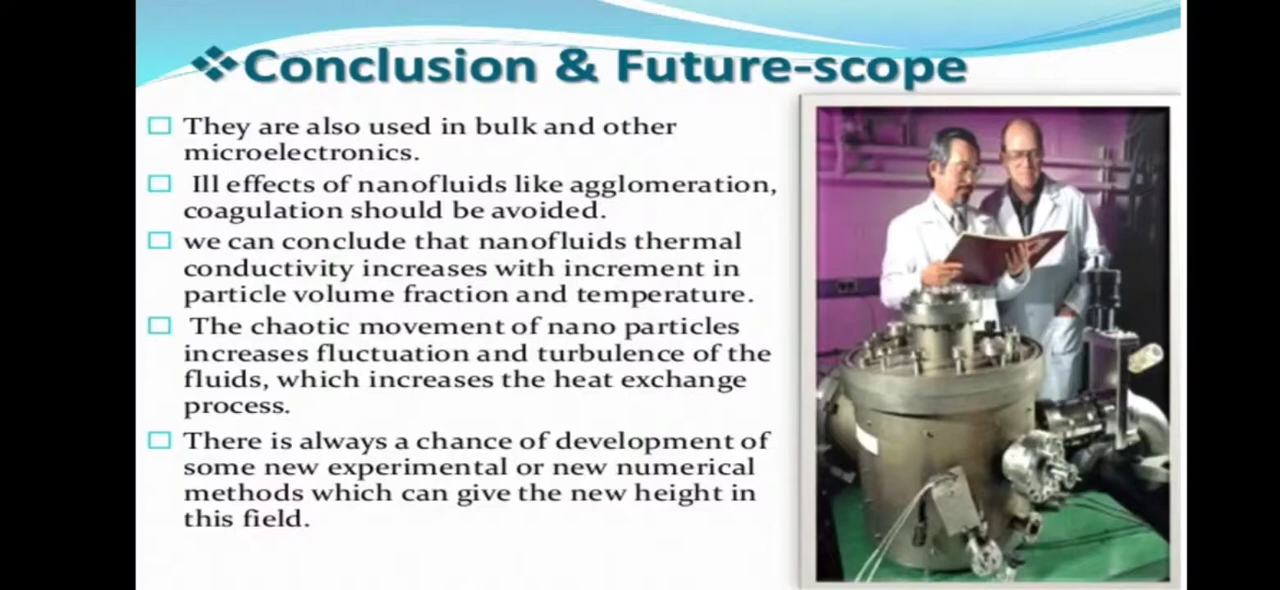 ❖Conclusion & Future-scope
They are also used in bulk and other
microelectronics.
Ill effects of nanofluids like agglomeration,
coagulation should be avoided.
we can conclude that nanofluids thermal
conductivity increases with increment in
particle volume fraction and temperature.
The chaotic movement of nano particles
increases fluctuation and turbulence of the
fluids, which increases the heat exchange
process.
There is always a chance of development of
some new experimental or new numerical
methods which can give the new height in
this field.